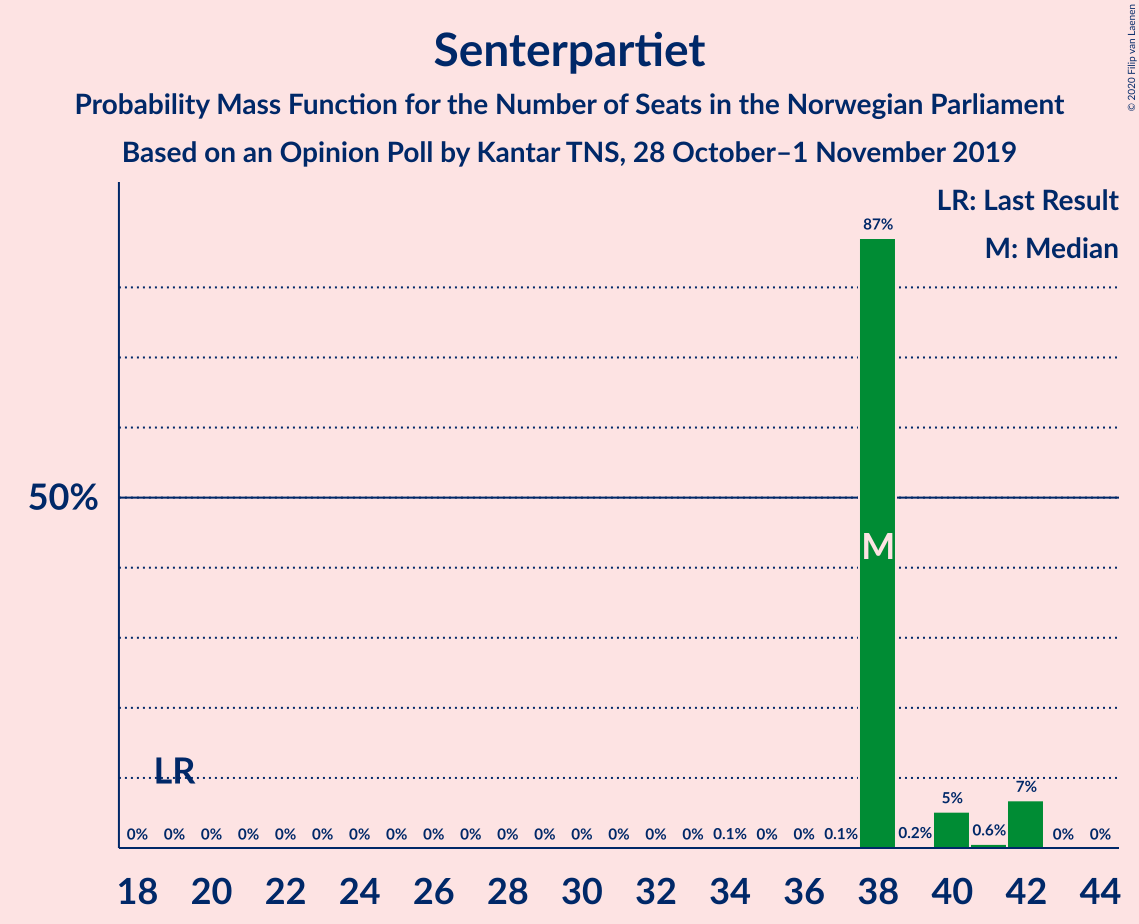 Senterpartiet
Probability Mass Function for the Number of Seats in the Norwegian Parliament
Based on an Opinion Poll by Kantar TNS, 28 October–1 November 2019
© 2020 Filip van Laenen
LR: Last Result
M: Median
87%
50%
M
LR
7%
5%
0% 0% 0% 0% 0% 0% 0% 0% 0% 0% 0% 0% 0% 0% 0% 0% 0.1% 0% 0% 0.1% 0.2% 0.6% 0% 0%
18 20 22 24 26 28 30 32 34 36 38 40 42 44